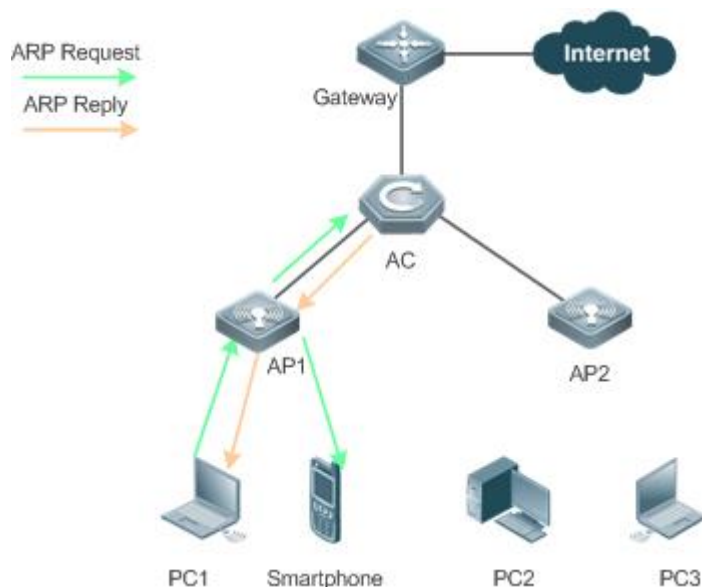 ARP Request
ARP Reply
Internet
Gateway
AC
AP1
AP2
PC1
Smartphone
PC2
PC3